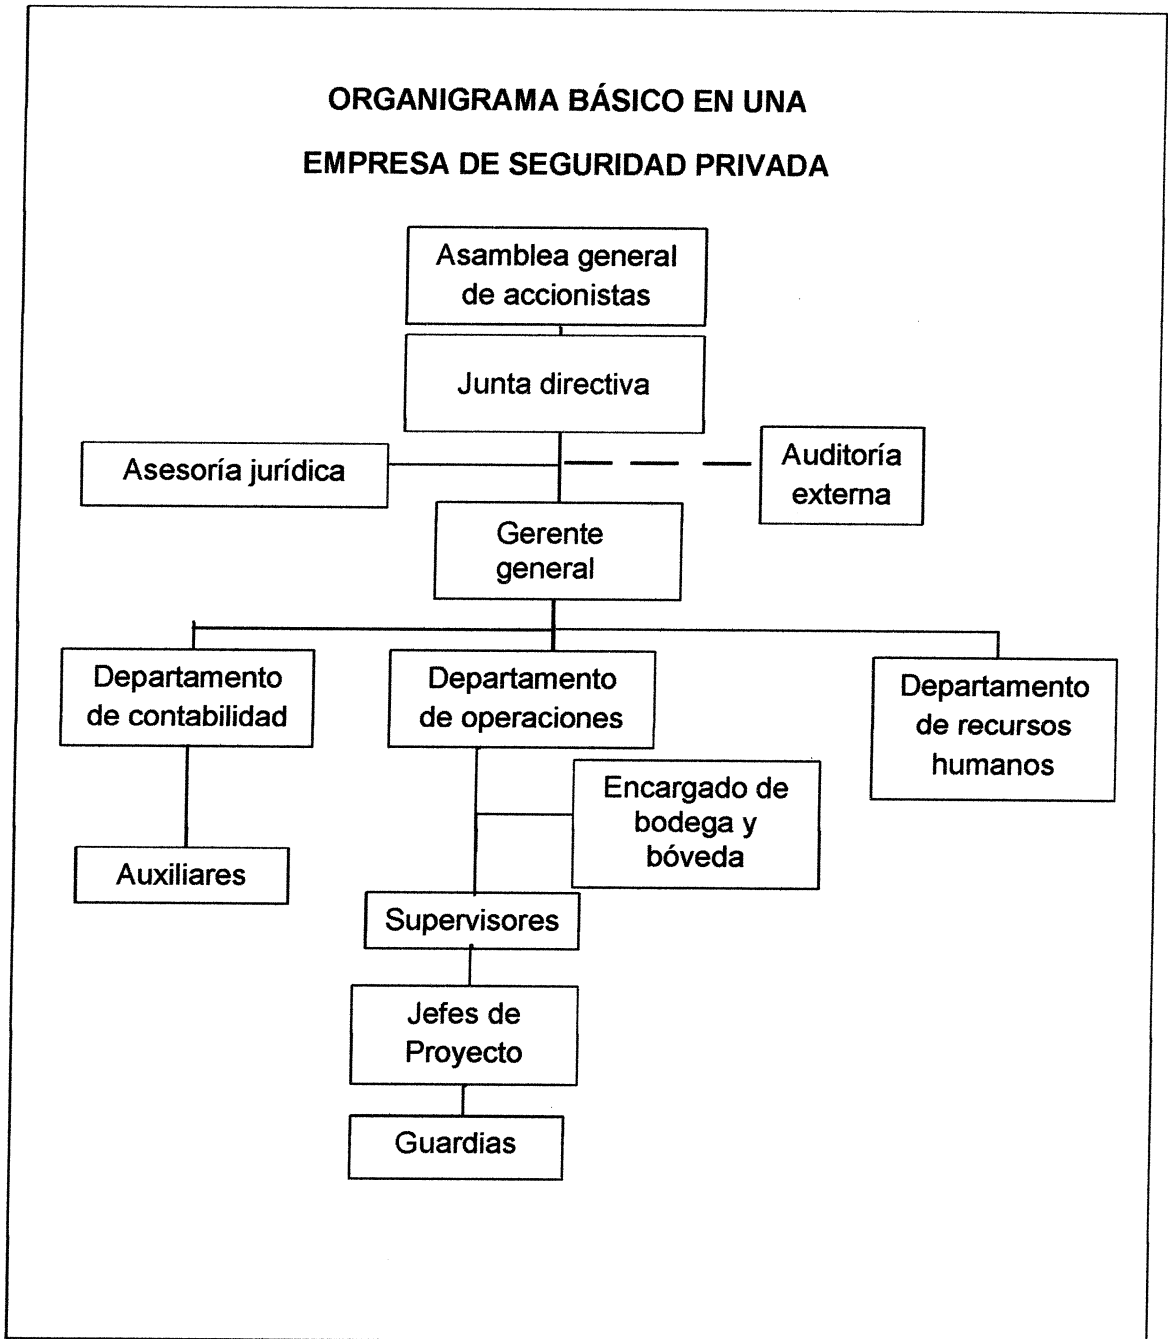 ORGANIGRAMA BÁSICO EN UNA
EMPRESA DE SEGURIDAD PRIVADA
Asamblea general
de accionistas
Junta directiva
Asesoría jurídica
Auditoría
externa
Gerente
general
Departamento
de contabilidad
Departamento
de operaciones
Departamento
de recursos
humanos
Encargado de
bodega y
bóveda
Auxiliares
Supervisores
Jefes de
Proyecto
Guardias